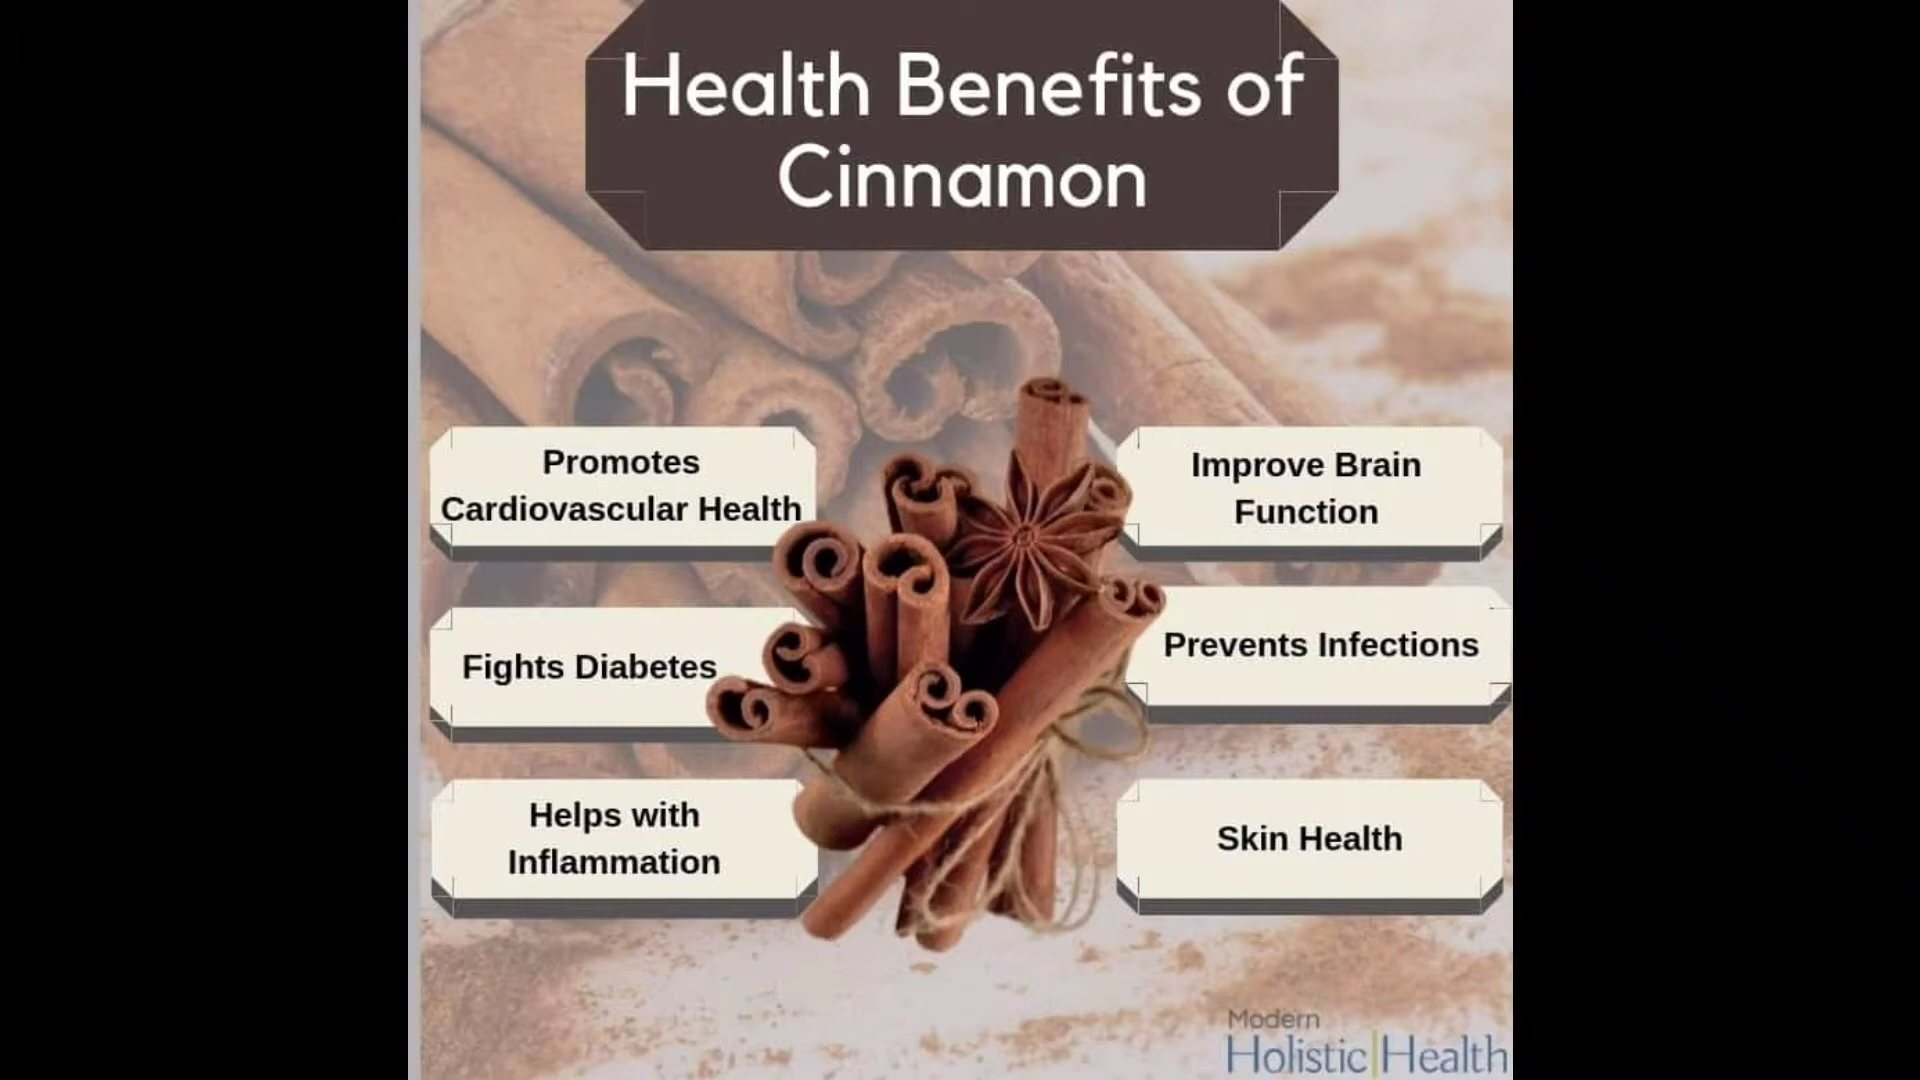 Health Benefits of
Cinnamon
Promotes
Cardiovascular Health
Improve Brain
Function
Fights Diabetes
Prevents Infections
Helps with
Inflammation
Skin Health
Modern
Holistic|Health